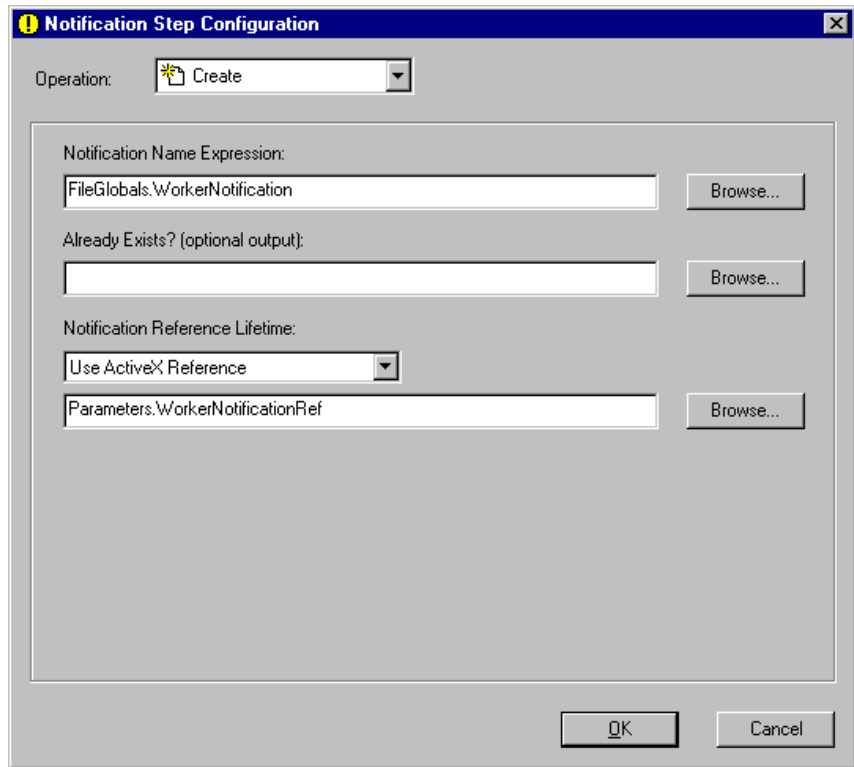 Notification Step Configuration
Operation: Create
Notification Name Expression:
FileGlobals.WorkerNotification Browse...
Already Exists? (optional output):
Browse...
Notification Reference Lifetime:
Use ActiveX Reference
Parameters.WorkerNotificationRef Browse...
OK Cancel